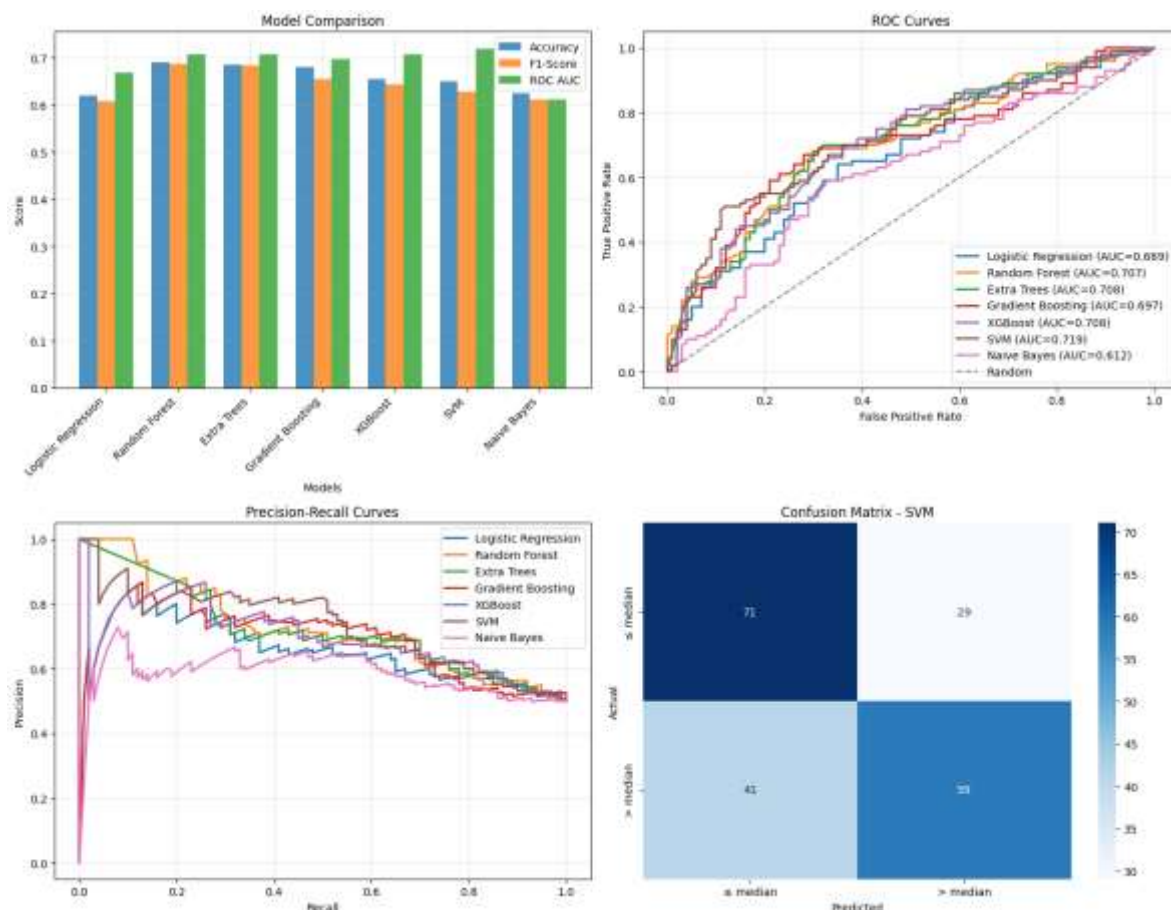 Model Comparison
Accuracy
F1-Score
ROC AUC
0.7
0.6
0.5
0.4
0.3
0.2
0.1
0.0
Score
Logistic Regression
Random Forest
Extra Trees
Gradient Boosting
XGBoost
SVM
Naive Bayes
Models
ROC Curves
1.0
0.8
0.6
0.4
0.2
0.0
True Positive Rate
Logistic Regression (AUC=0.669)
Random Forest (AUC=0.707)
Extra Trees (AUC=0.708)
Gradient Boosting (AUC=0.697)
XGBoost (AUC=0.708)
SVM (AUC=0.719)
Naive Bayes (AUC=0.612)
Random
0.0 0.2 0.4 0.6 0.8 1.0
False Positive Rate
Precision-Recall Curves
1.0
0.8
0.6
0.4
0.2
0.0
Precision
Logistic Regression
Random Forest
Extra Trees
Gradient Boosting
XGBoost
SVM
Naive Bayes
0.0 0.2 0.4 0.6 0.8 1.0
Recall
Confusion Matrix - SVM
≤ median
> median
Actual
71 29
41
≤ median > median
Predicted
70
65
60
55
50
45
40
35
30